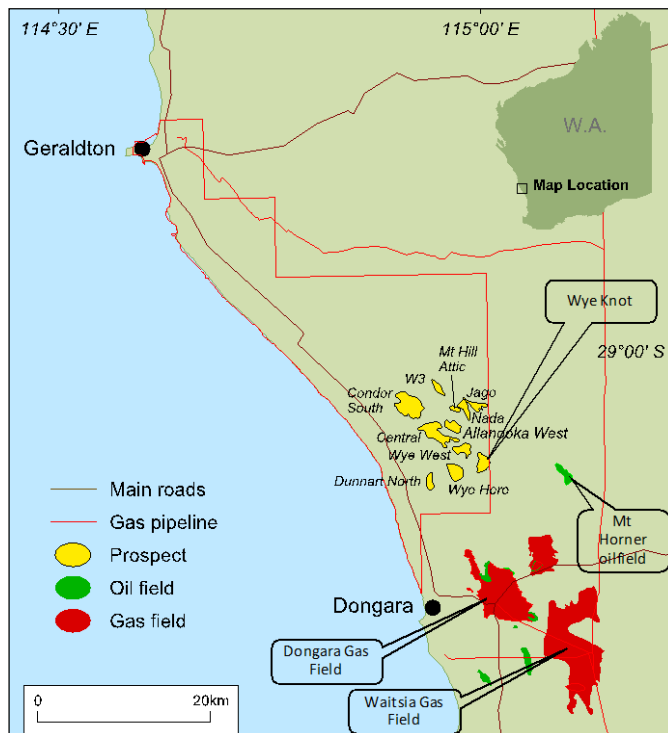 114°30' E
115°00' E
W.A.
Geraldton
Map Location
Wye Knot
29°00' S
Mt Hill
Attic
W3
Jago
Condor
South
Nada
Allandoka West
Central
Wye West
Dunnart North
Wye Hero
Main roads
Gas pipeline
Prospect
Oil field
Gas field
Mt
Horner
oilfield
Dongara
Dongara Gas
Field
Waitsia Gas
Field
0
20km